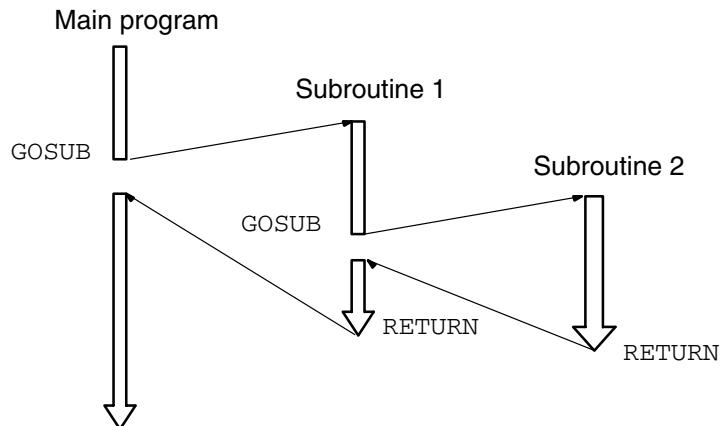 Main program
Subroutine 1
GOSUB
Subroutine 2
GOSUB
RETURN
RETURN